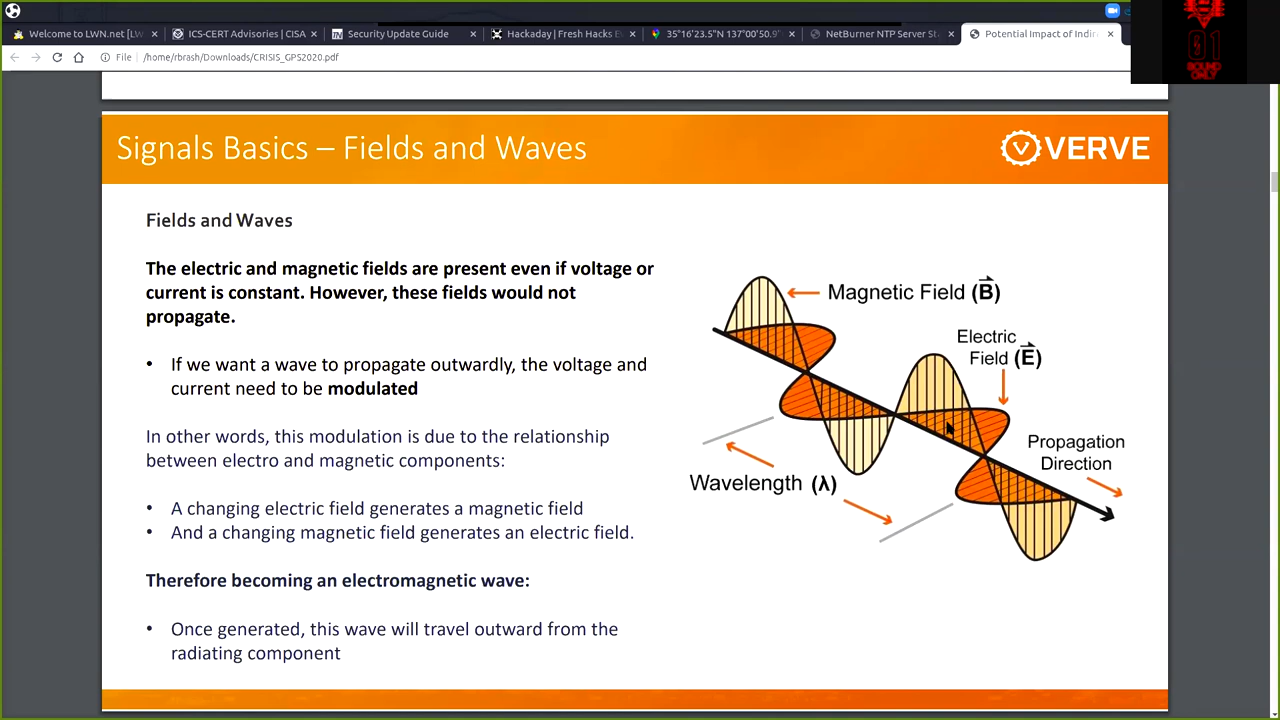 Welcome to LWN.net [LW
ICS-CERT Advisories | CISA
Security Update Guide
Hackaday | Fresh Hacks Ev
35°16'23.5"N 137°00'50.9"
NetBurner NTP Server St
Potential Impact of Indire
File
/home/rbrash/Downloads/CRISIS_GPS2020.pdf
01
ROUND
ONLY
Signals Basics – Fields and Waves
VERVE
Fields and Waves
The electric and magnetic fields are present even if voltage or
current is constant. However, these fields would not
propagate.
• If we want a wave to propagate outwardly, the voltage and
current need to be modulated
In other words, this modulation is due to the relationship
between electro and magnetic components:
• A changing electric field generates a magnetic field
• And a changing magnetic field generates an electric field.
Therefore becoming an electromagnetic wave:
• Once generated, this wave will travel outward from the
radiating component
Magnetic Field (B⃗)
Electric
Field (E⃗)
Propagation
Direction
Wavelength (λ)